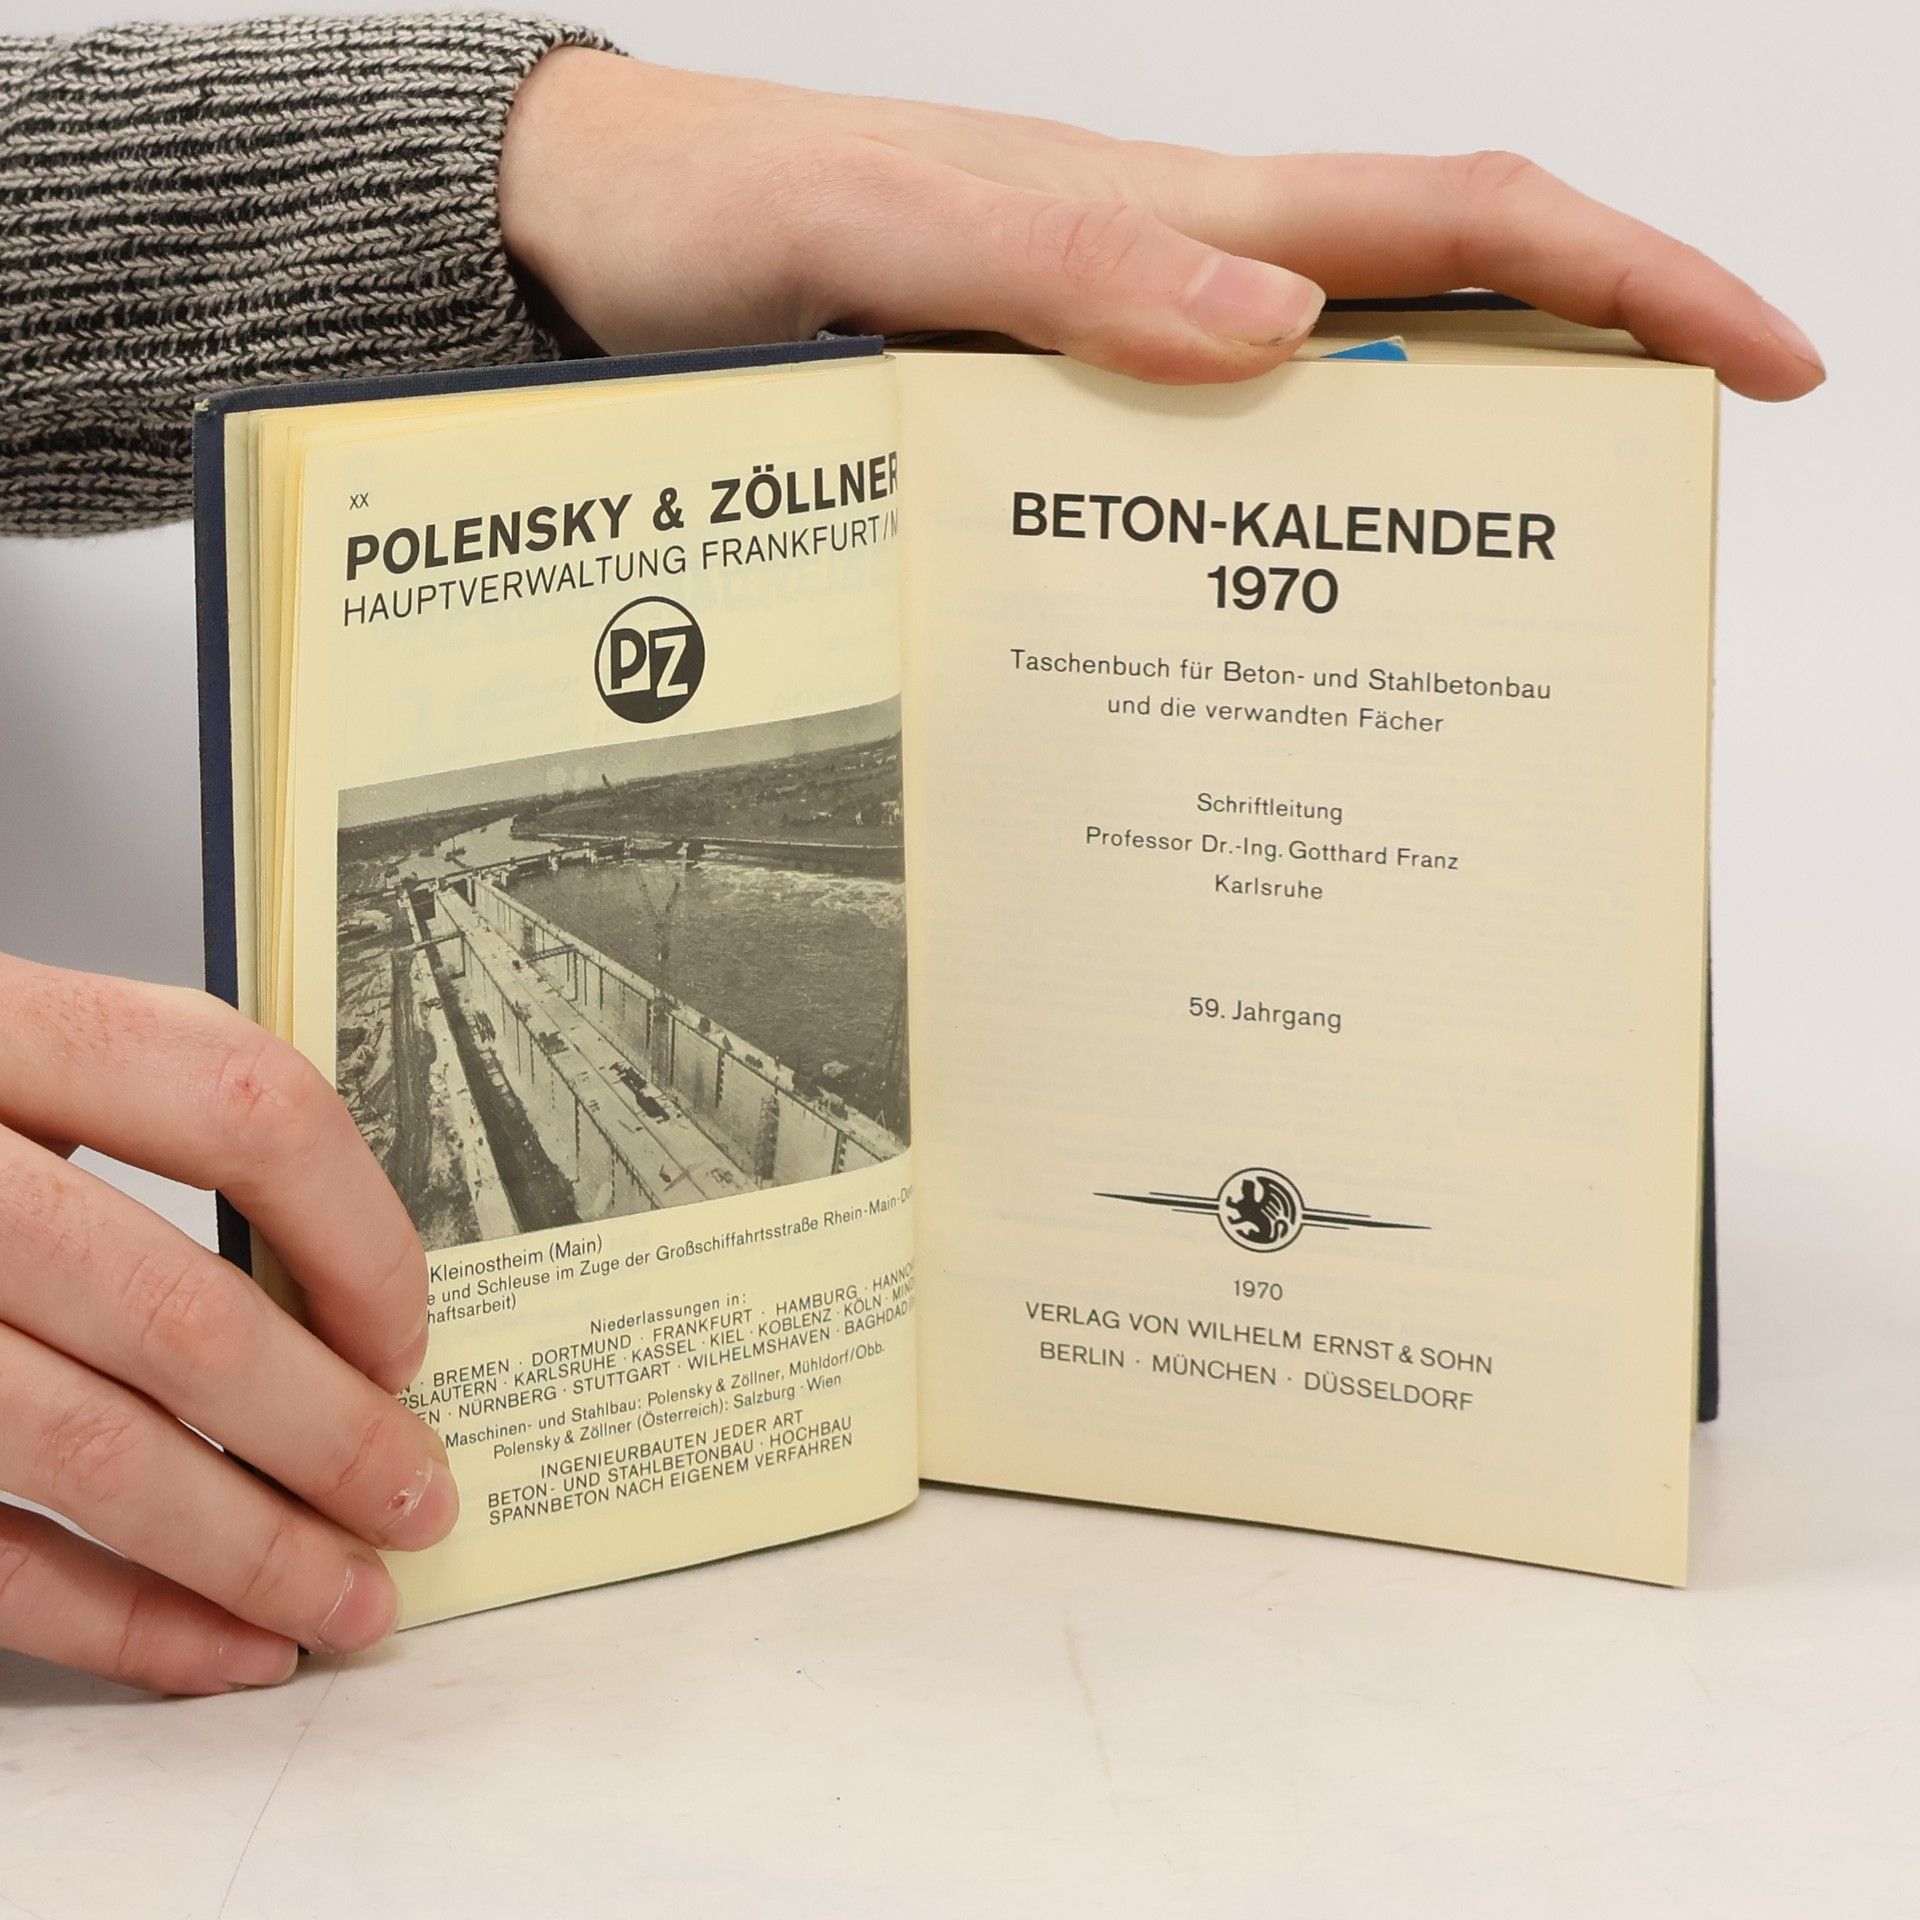 XX
POLENSKY & ZÖLLNER
HAUPTVERWALTUNG FRANKFURT/M
PZ
Kleinostheim (Main)
e und Schleuse im Zuge der Großschiffahrtsstraße Rhein-Main-Do
haftsarbeit)
Niederlassungen in:
N · BREMEN · DORTMUND · FRANKFURT · HAMBURG · HANNO
RSLAUTERN · KARLSRUHE · KASSEL · KIEL · KOBLENZ · KÖLN · MIND
EN · NÜRNBERG · STUTTGART · WILHELMSHAVEN · BAGHDAD
Maschinen- und Stahlbau: Polensky & Zöllner, Mühldorf/Obb.
Polensky & Zöllner (Österreich): Salzburg · Wien
INGENIEURBAUTEN JEDER ART
BETON- UND STAHLBETONBAU · HOCHBAU
SPANNBETON NACH EIGENEM VERFAHREN
BETON-KALENDER
1970
Taschenbuch für Beton- und Stahlbetonbau
und die verwandten Fächer
Schriftleitung
Professor Dr.-Ing. Gotthard Franz
Karlsruhe
59. Jahrgang
1970
VERLAG VON WILHELM ERNST & SOHN
BERLIN · MÜNCHEN · DÜSSELDORF